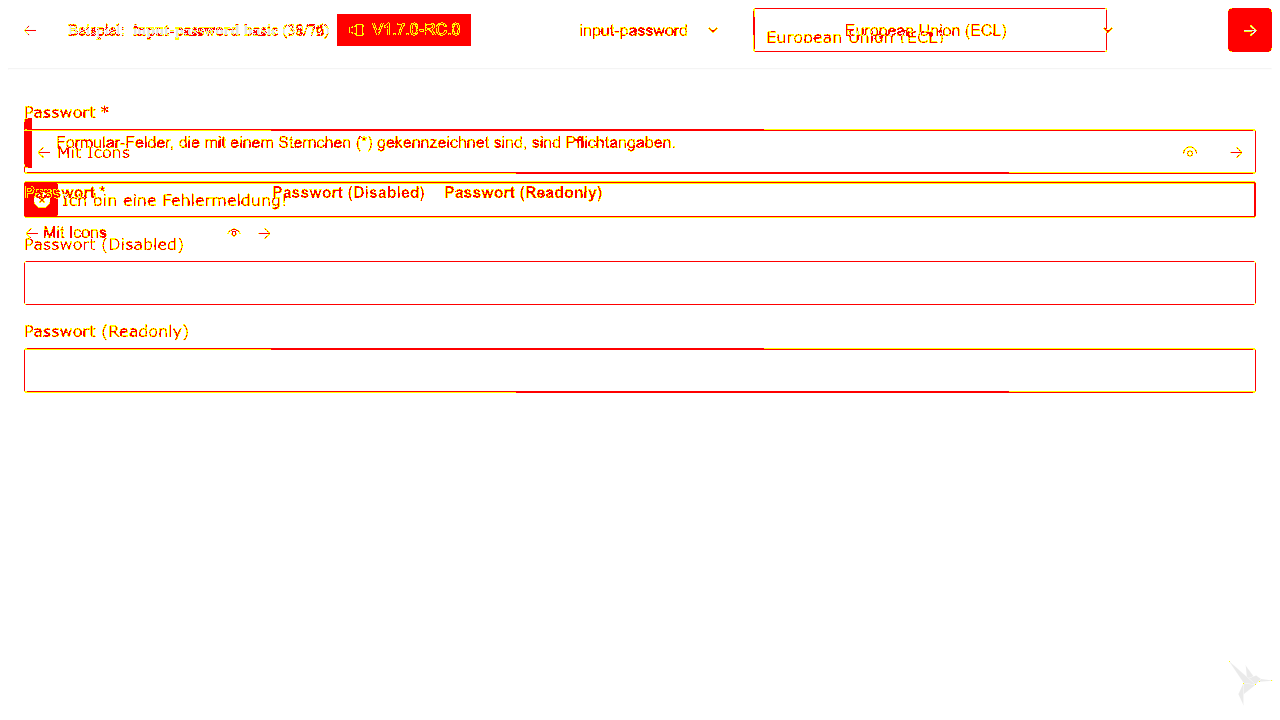 ← Beispiel: input-password basic (38/76) V1.7.0-RC.0 input-password European Union (ECL)
European Union (ECL)
Passwort *
Formular-Felder, die mit einem Sternchen (*) gekennzeichnet sind, sind Pflichtangaben.
← Mit Icons →
Passwort * Passwort (Disabled) Passwort (Readonly)
Ich bin eine Fehlermeldung!
← Mit Icons →
Passwort (Disabled)
Passwort (Readonly)